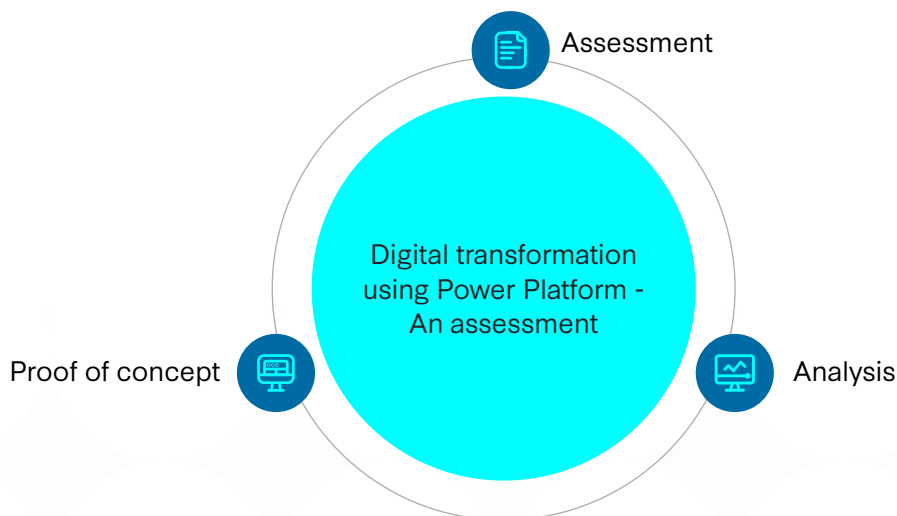 Assessment
Digital transformation
using Power Platform -
An assessment
Proof of concept
Analysis